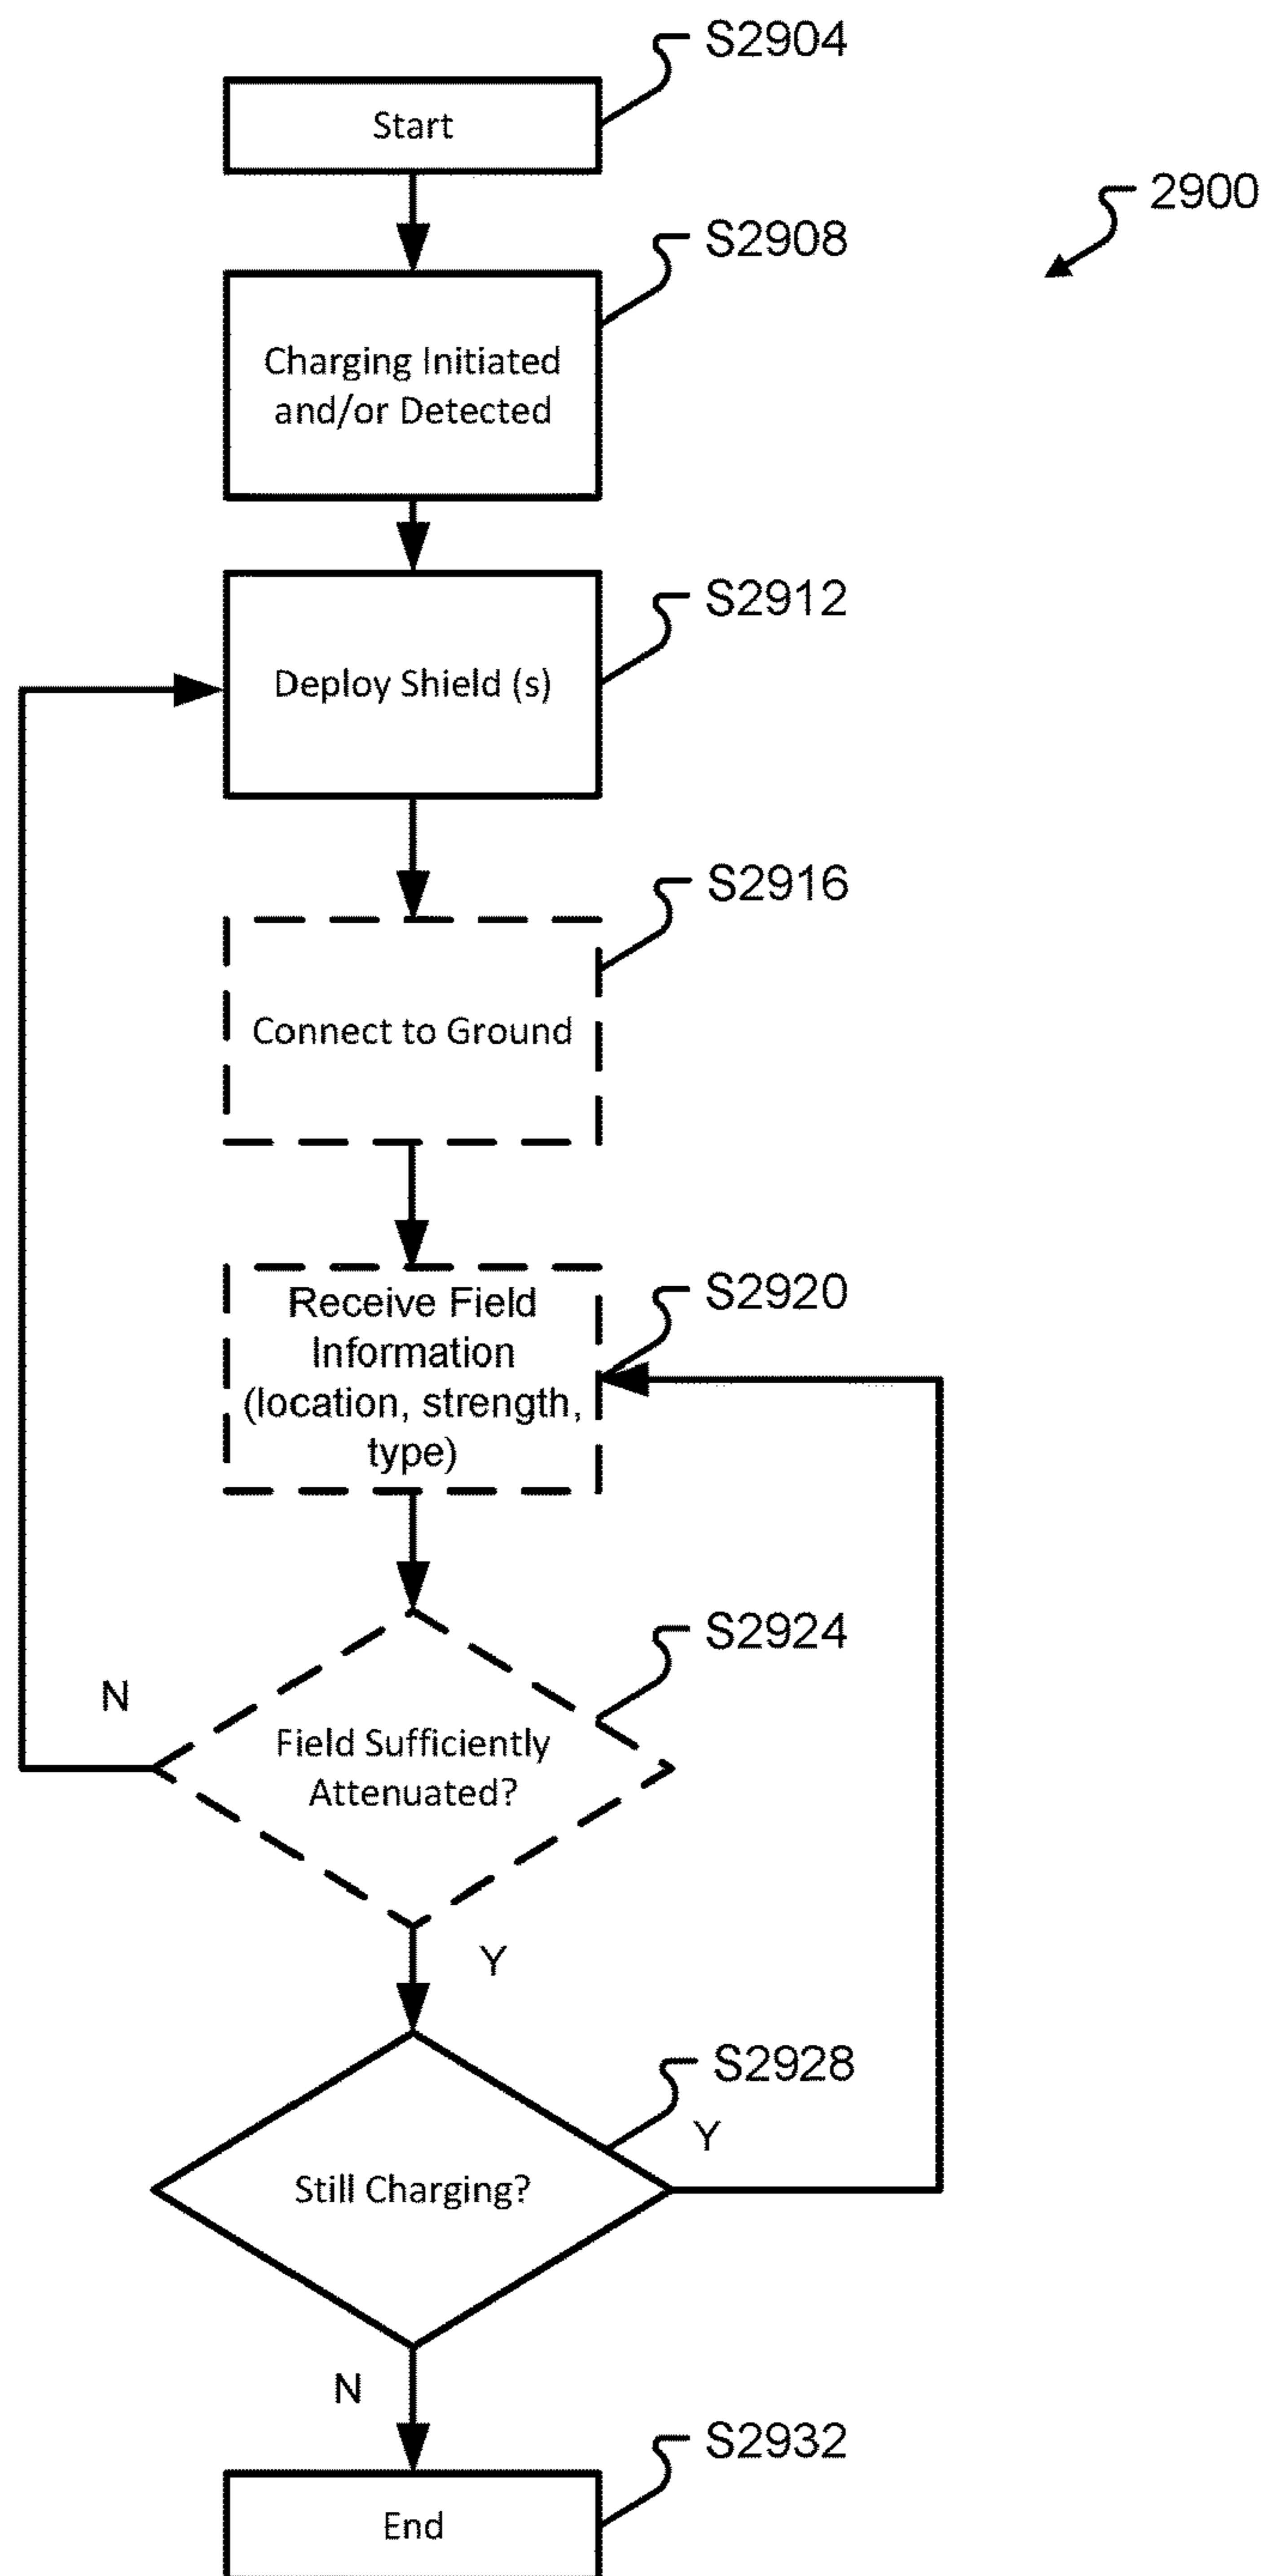 S2904
Start
2900
S2908
Charging Initiated
and/or Detected
S2912
Deploy Shield (s)
S2916
Connect to Ground
S2920
Receive Field
Information
(location, strength,
type)
S2924
N
Field Sufficiently
Attenuated?
Y
S2928
Y
Still Charging?
N
S2932
End